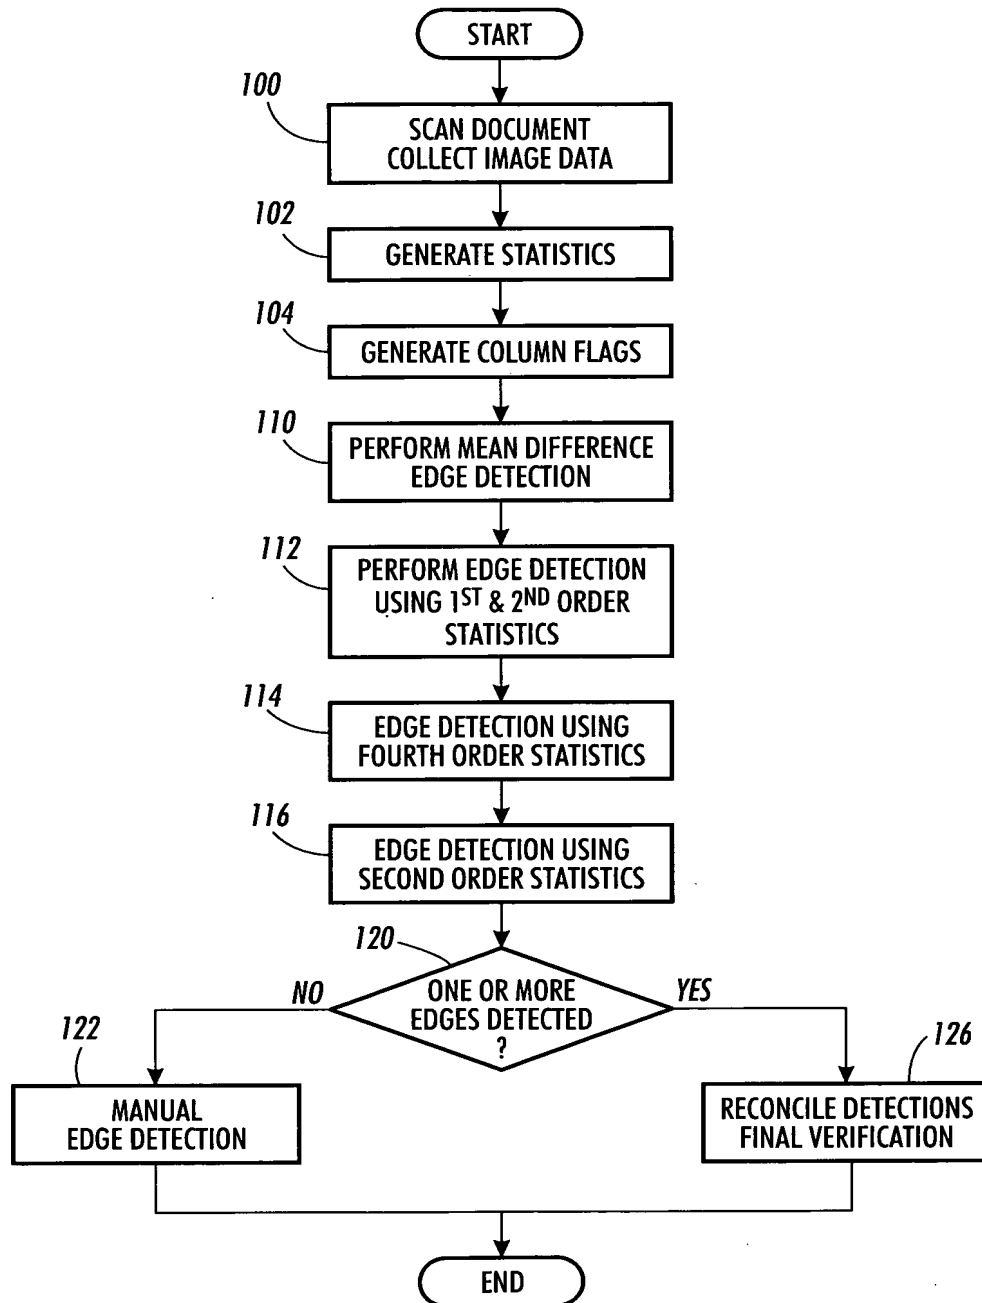 START
100
SCAN DOCUMENT
COLLECT IMAGE DATA
102
GENERATE STATISTICS
104
GENERATE COLUMN FLAGS
110
PERFORM MEAN DIFFERENCE
EDGE DETECTION
112
PERFORM EDGE DETECTION
USING 1ST & 2ND ORDER
STATISTICS
114
EDGE DETECTION USING
FOURTH ORDER STATISTICS
116
EDGE DETECTION USING
SECOND ORDER STATISTICS
120
ONE OR MORE
EDGES DETECTED
?
NO
YES
122
MANUAL
EDGE DETECTION
126
RECONCILE DETECTIONS
FINAL VERIFICATION
END